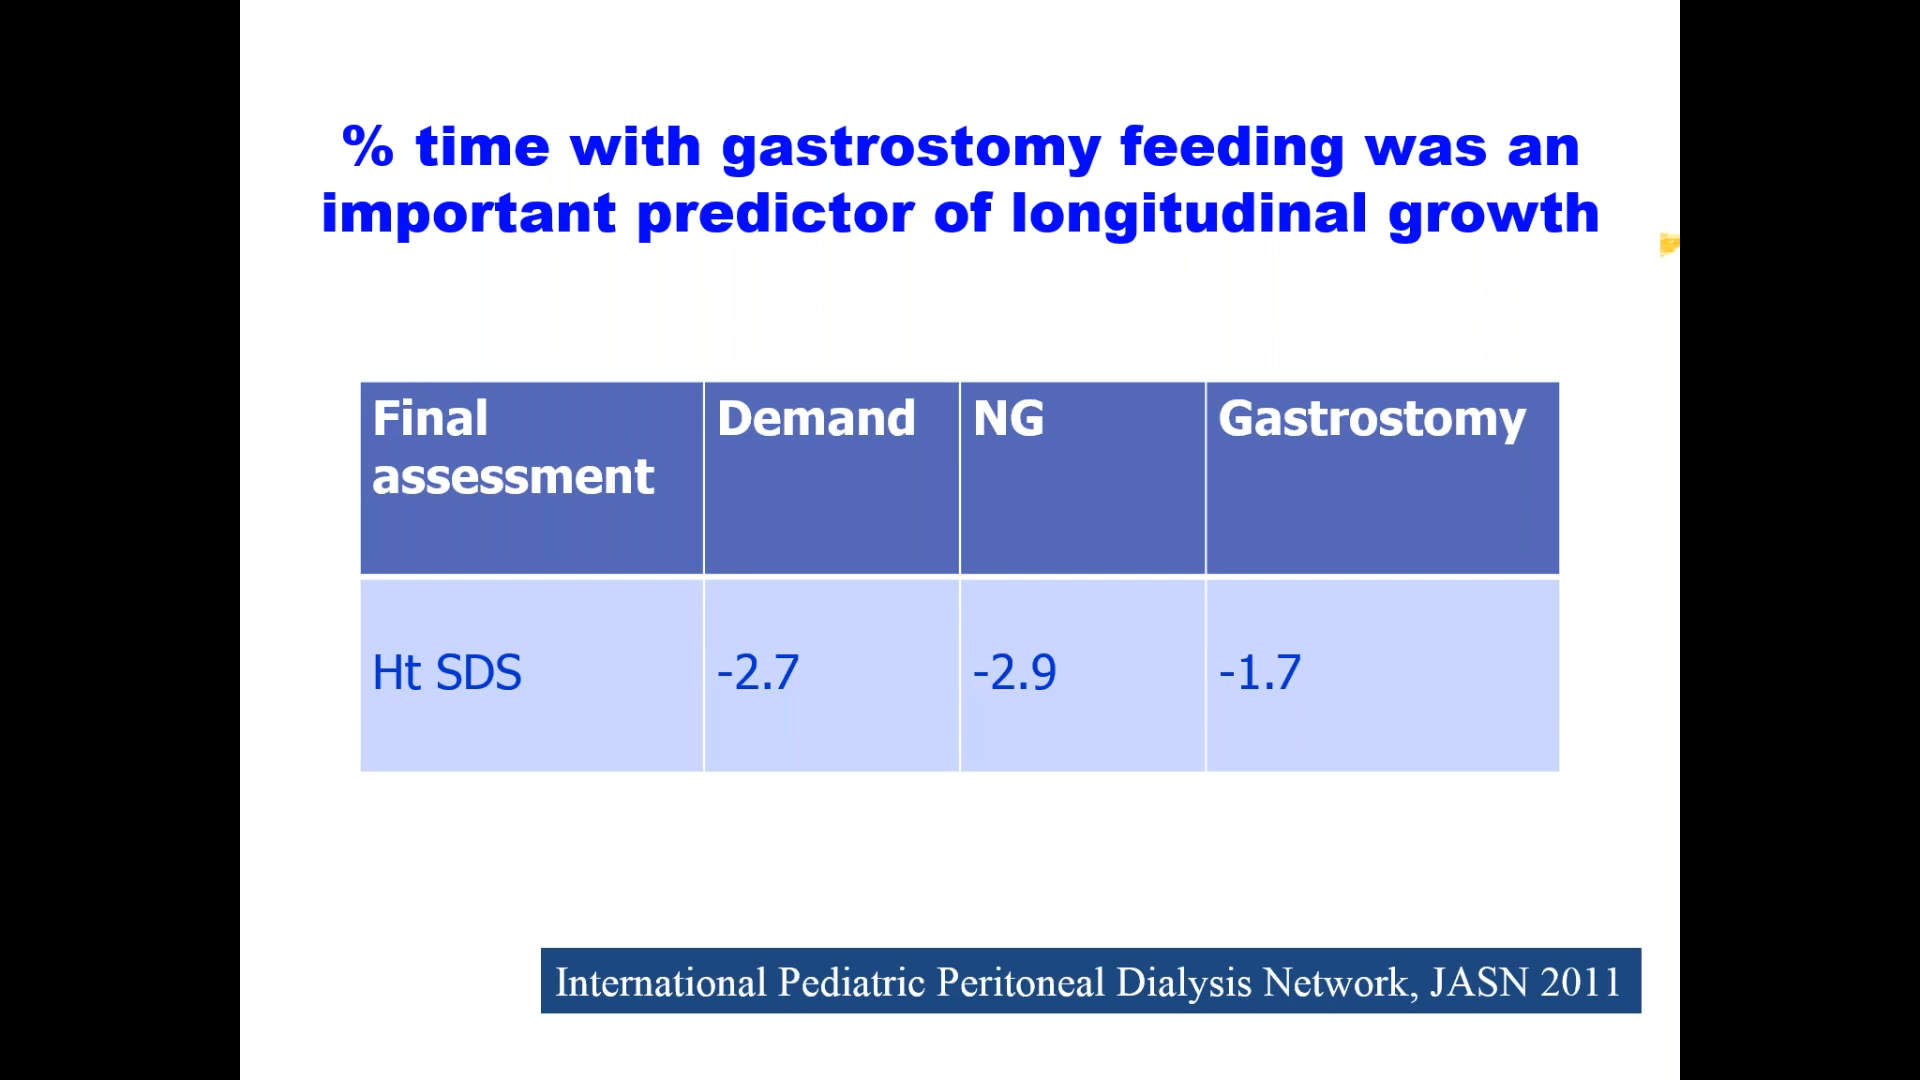 % time with gastrostomy feeding was an
important predictor of longitudinal growth
Final assessment
Demand
NG
Gastrostomy
Ht SDS
-2.7
-2.9
-1.7
International Pediatric Peritoneal Dialysis Network, JASN 2011